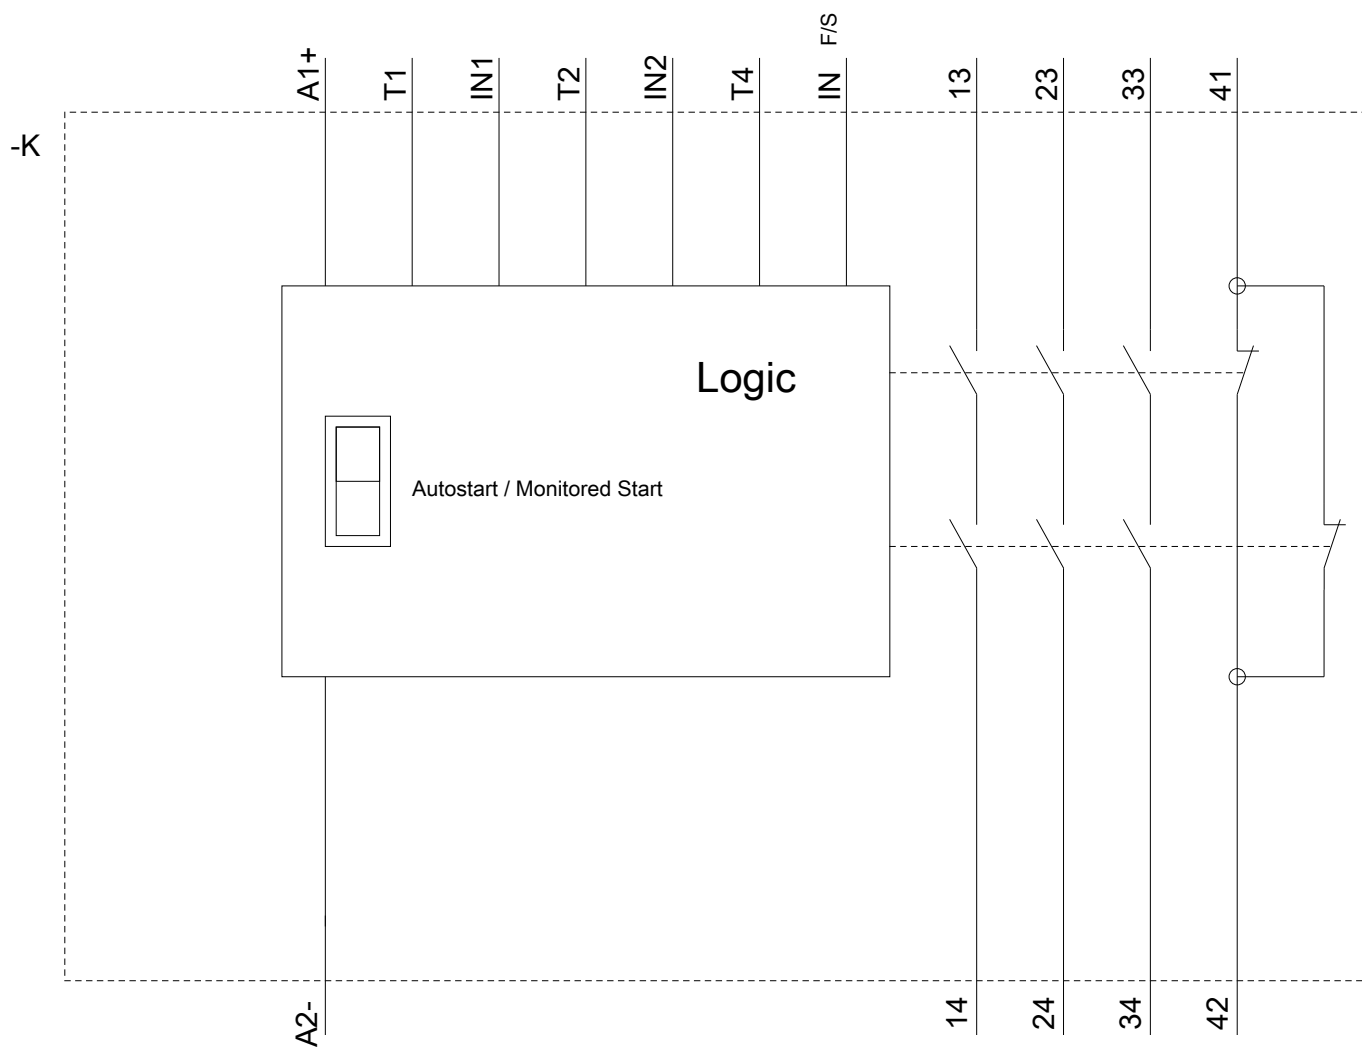 A1+
T1
IN1
T2
IN2
T4
IN F/S
13
23
33
41
-K
Logic
Autostart / Monitored Start
A2-
14
24
34
42